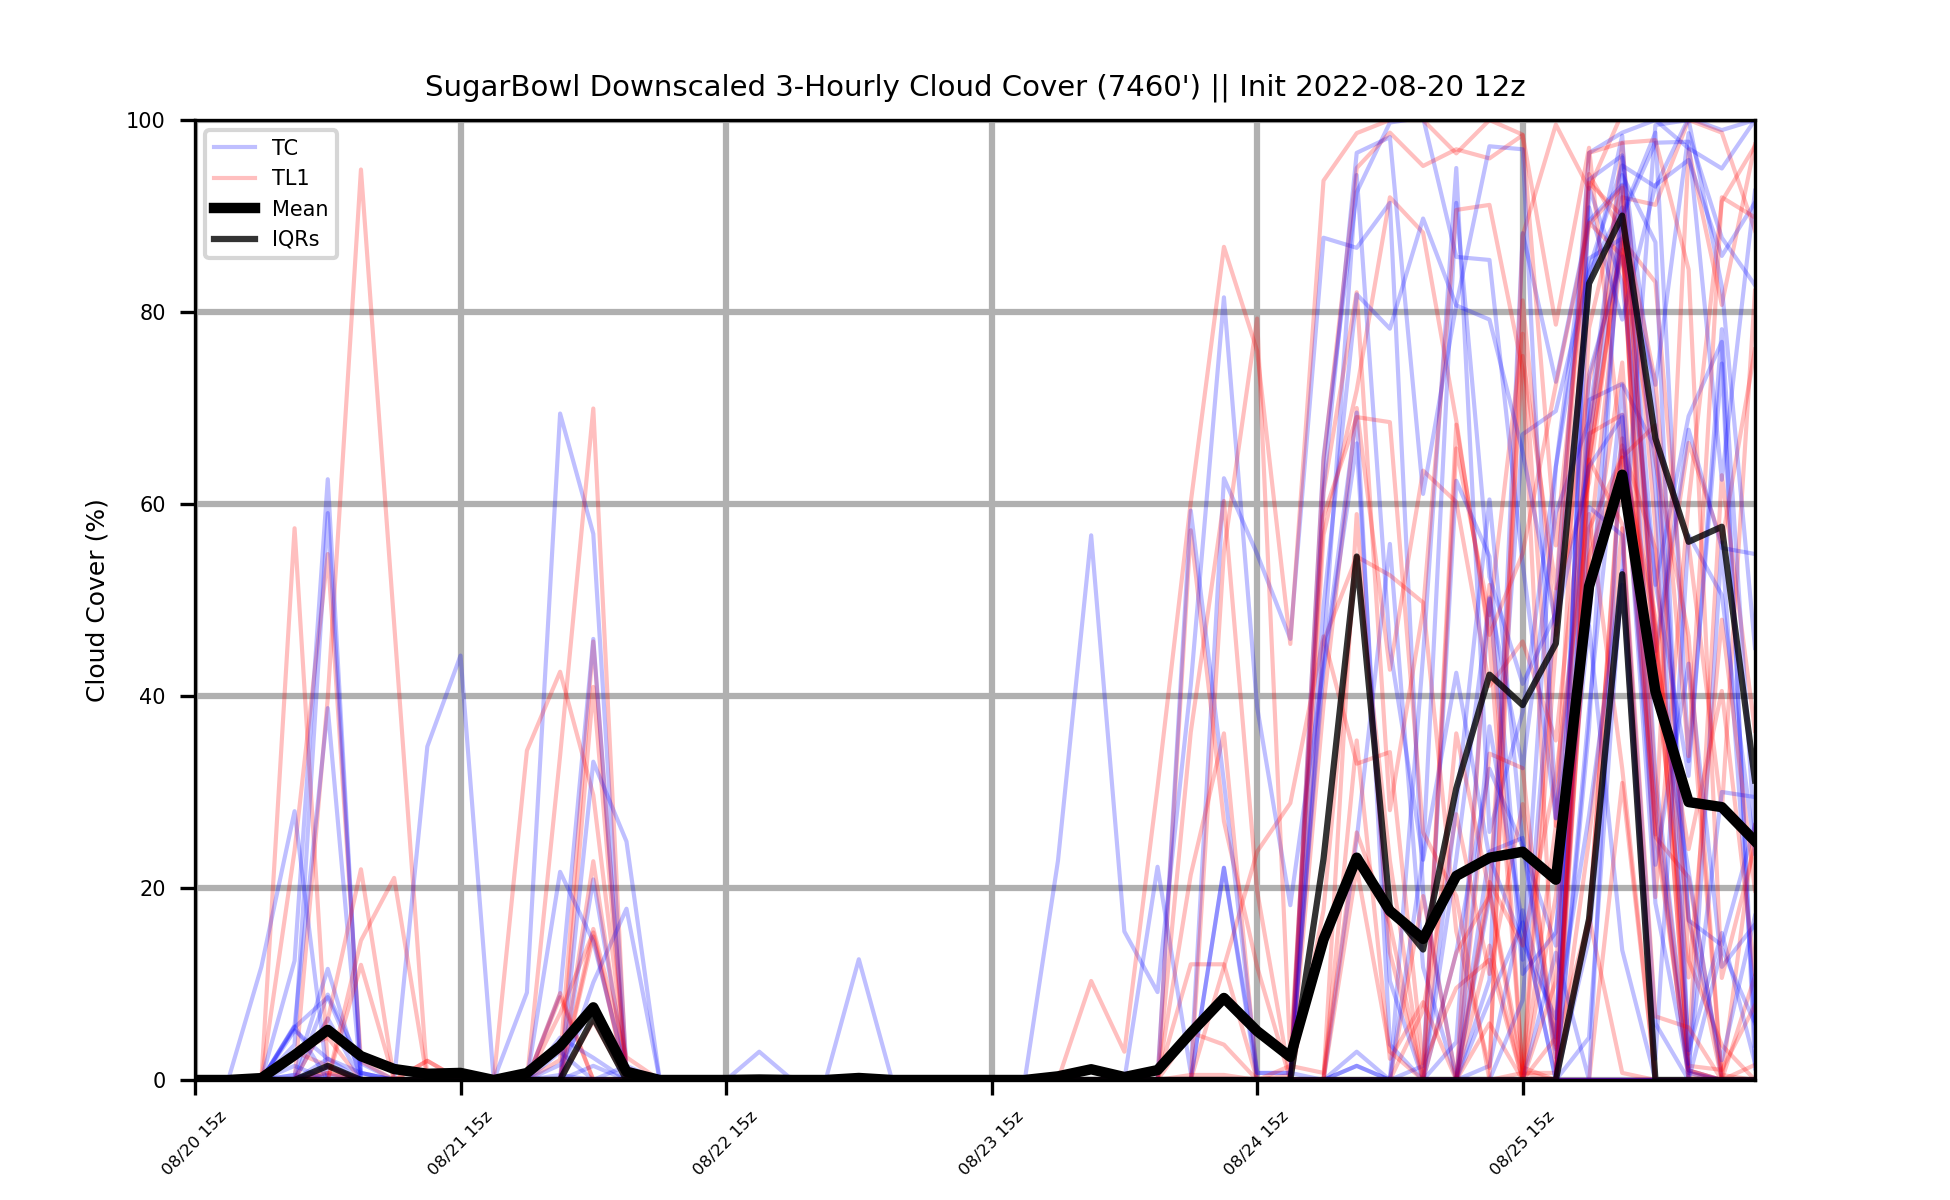 SugarBowl Downscaled 3-Hourly Cloud Cover (7460') || Init 2022-08-20 12z
100
80
60
40
20
0
Cloud Cover (%)
TC
TL1
Mean
IQRs
08/20 15z
08/21 15z
08/22 15z
08/23 15z
08/24 15z
08/25 15z